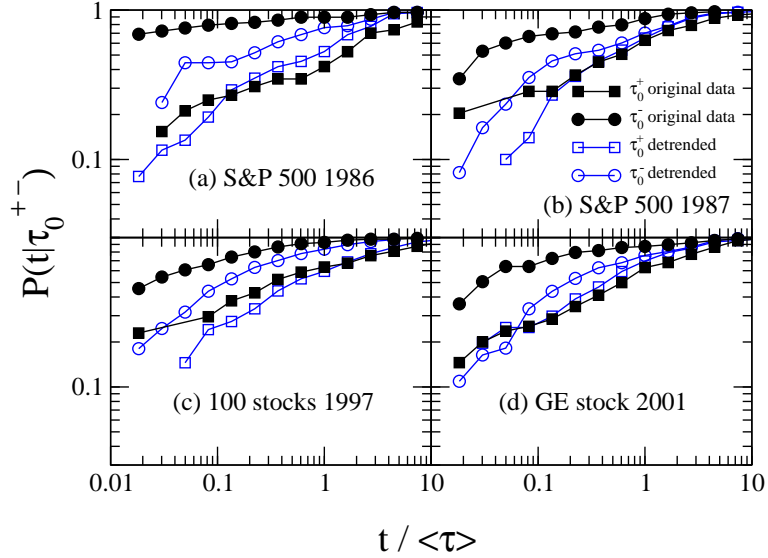 1
0.1
0.1
P(t|τ₀⁺⁻)
(a) S&P 500 1986
τ₀⁺ original data
τ₀⁻ original data
τ₀⁺ detrended
τ₀⁻ detrended
(b) S&P 500 1987
(c) 100 stocks 1997
(d) GE stock 2001
0.01 0.1 1 10 0.1 1 10
t / <τ>